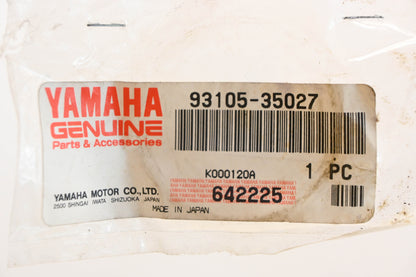 YAMAHA
GENUINE
Parts & Accessories
93105-35027
K000120A
1 PC
642225
YAMAHA MOTOR CO.,LTD.
2500 SHINGAI IWATA SHIZUOKA JAPAN
MADE IN JAPAN